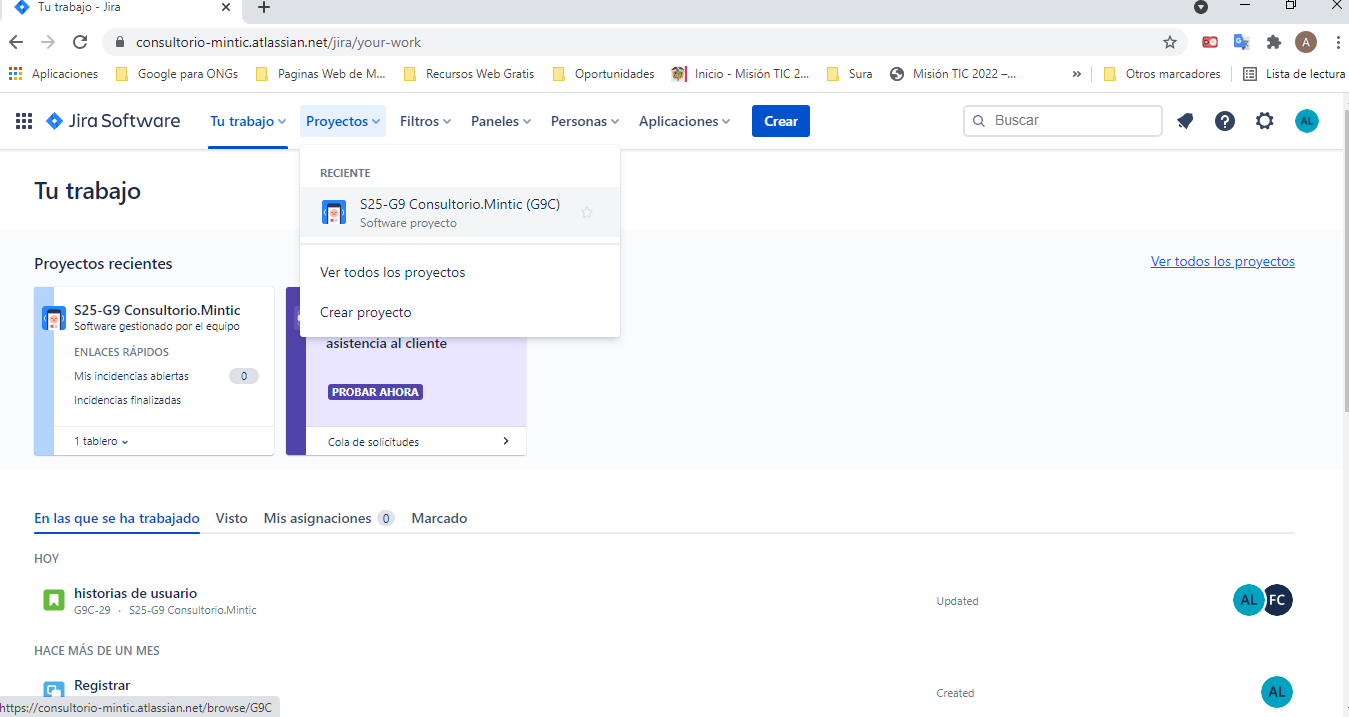 Tu trabajo - Jira
consultorio-mintic.atlassian.net/jira/your-work
A
Aplicaciones
Google para ONGs
Paginas Web de M...
Recursos Web Gratis
Oportunidades
Inicio - Misión TIC 2...
Sura
Misión TIC 2022 –...
»
Otros marcadores
Lista de lectura
Jira Software
Tu trabajo
Proyectos
Filtros
Paneles
Personas
Aplicaciones
Crear
Buscar
AL
RECIENTE
S25-G9 Consultorio.Mintic (G9C)
Software proyecto
Ver todos los proyectos
Crear proyecto
Tu trabajo
Proyectos recientes
Ver todos los proyectos
S25-G9 Consultorio.Mintic
Software gestionado por el equipo
ENLACES RÁPIDOS
Mis incidencias abiertas 0
Incidencias finalizadas
1 tablero
asistencia al cliente
PROBAR AHORA
Cola de solicitudes
En las que se ha trabajado
Visto
Mis asignaciones 0
Marcado
HOY
historias de usuario
G9C-29 · S25-G9 Consultorio.Mintic
Updated
AL FC
HACE MÁS DE UN MES
Registrar
Created
AL
https://consultorio-mintic.atlassian.net/browse/G9C